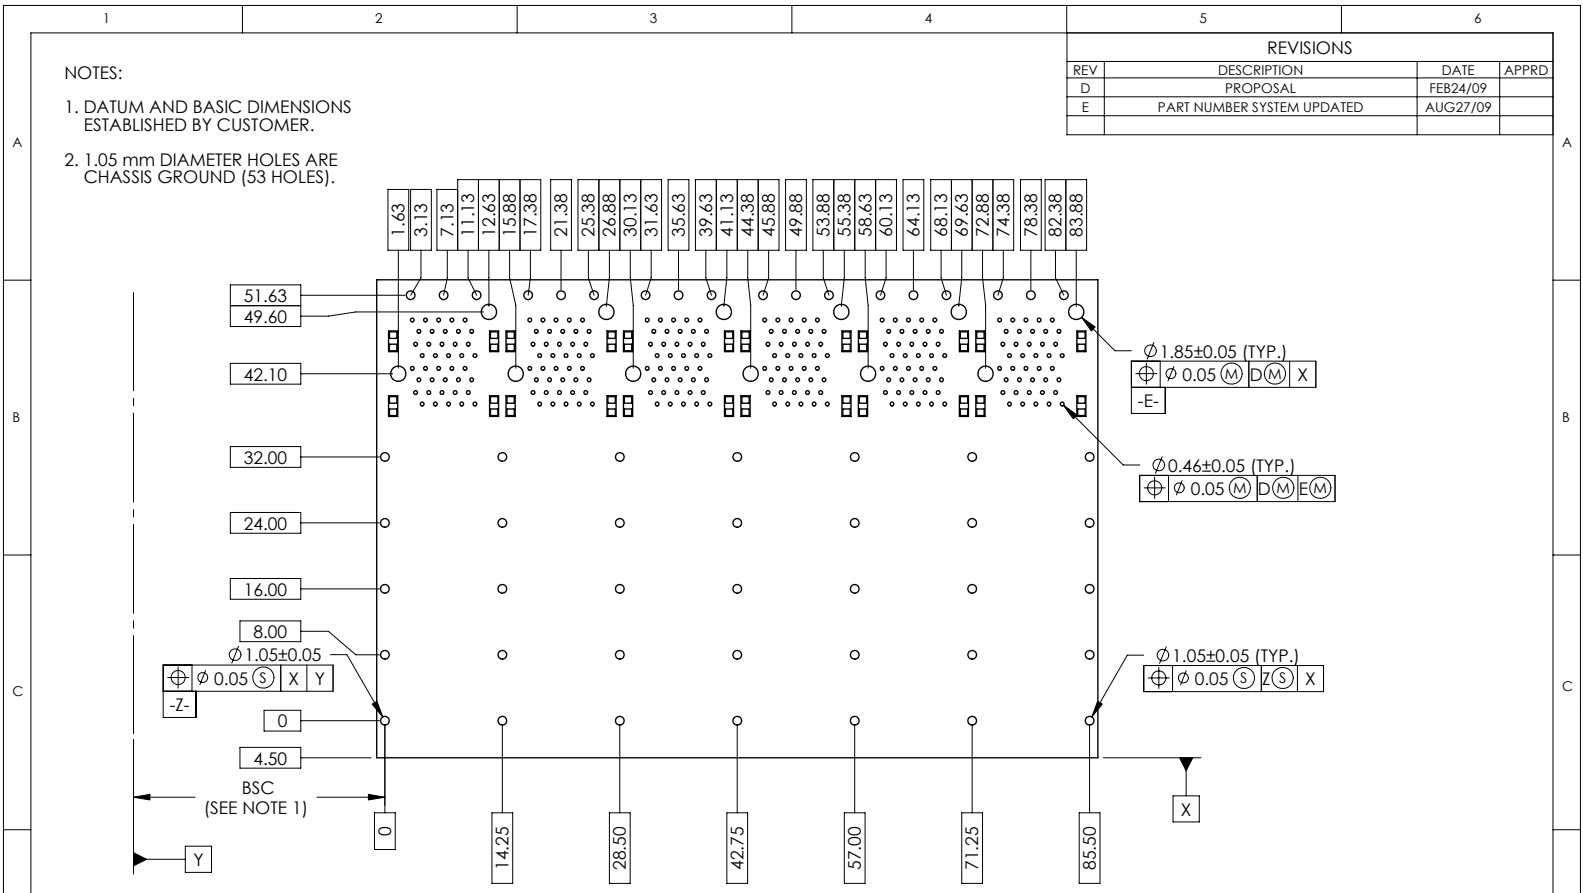 1 2 3 4 5 6
REVISIONS
REV DESCRIPTION DATE APPRD
D PROPOSAL FEB24/09
E PART NUMBER SYSTEM UPDATED AUG27/09
NOTES:
1. DATUM AND BASIC DIMENSIONS
ESTABLISHED BY CUSTOMER.
A A
2. 1.05 mm DIAMETER HOLES ARE
CHASSIS GROUND (53 HOLES).
1.63 3.13 7.13 11.13 12.63 15.88 17.38 21.38 25.38 26.88 30.13 31.63 35.63 39.63 41.13 44.38 45.88 49.88 53.88 55.38 58.63 60.13 64.13 68.13 69.63 72.88 74.38 78.38 82.38 83.88
51.63
49.60
42.10
⌀1.85±0.05 (TYP.)
⌖ ⌀ 0.05 Ⓜ DⓂ X
-E-
B B
32.00
⌀0.46±0.05 (TYP.)
⌖ ⌀ 0.05 Ⓜ DⓂ EⓂ
24.00
16.00
8.00
⌀1.05±0.05
⌖ ⌀ 0.05 Ⓢ X Y
-Z-
⌀1.05±0.05 (TYP.)
⌖ ⌀ 0.05 Ⓢ ZⓈ X
C C
0
4.50
BSC
(SEE NOTE 1)
X
0 14.25 28.50 42.75 57.00 71.25 85.50
Y